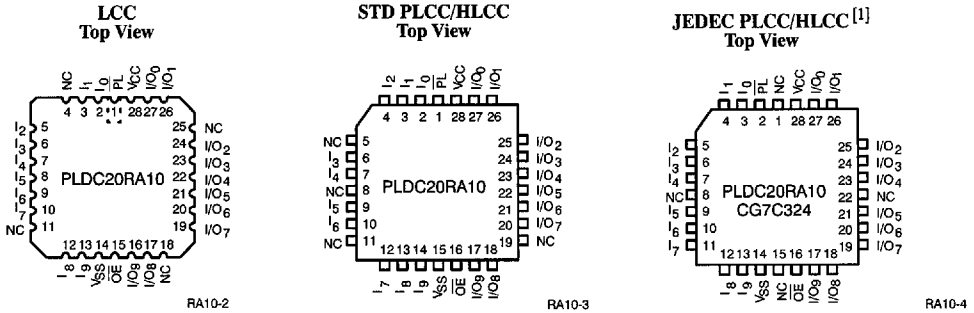 LCC
Top View
NC I1 I0 PL VCC I/O0 I/O1
4 3 2 1 28 27 26
I2 5 25 NC
I3 6 24 I/O2
I4 7 23 I/O3
I5 8 PLDC20RA10 22 I/O4
I6 9 21 I/O5
I7 10 20 I/O6
NC 11 19 I/O7
12 13 14 15 16 17 18
I8 I9 VSS OE I/O9 I/O8 NC
RA10-2
STD PLCC/HLCC
Top View
I2 I1 I0 PL VCC I/O0 I/O1
4 3 2 1 28 27 26
NC 5 25 I/O2
I3 6 24 I/O3
I4 7 23 I/O4
NC 8 PLDC20RA10 22 I/O5
I5 9 21 I/O6
I6 10 20 I/O7
NC 11 19 NC
12 13 14 15 16 17 18
I7 I8 I9 VSS OE I/O9 I/O8
RA10-3
JEDEC PLCC/HLCC [1]
Top View
I1 I0 PL NC VCC I/O0 I/O1
4 3 2 1 28 27 26
I2 5 25 I/O2
I3 6 24 I/O3
I4 7 23 I/O4
NC 8 PLDC20RA10 22 NC
I5 9 CG7C324 21 I/O5
I6 10 20 I/O6
I7 11 19 I/O7
12 13 14 15 16 17 18
I8 I9 VSS NC OE I/O9 I/O8
RA10-4